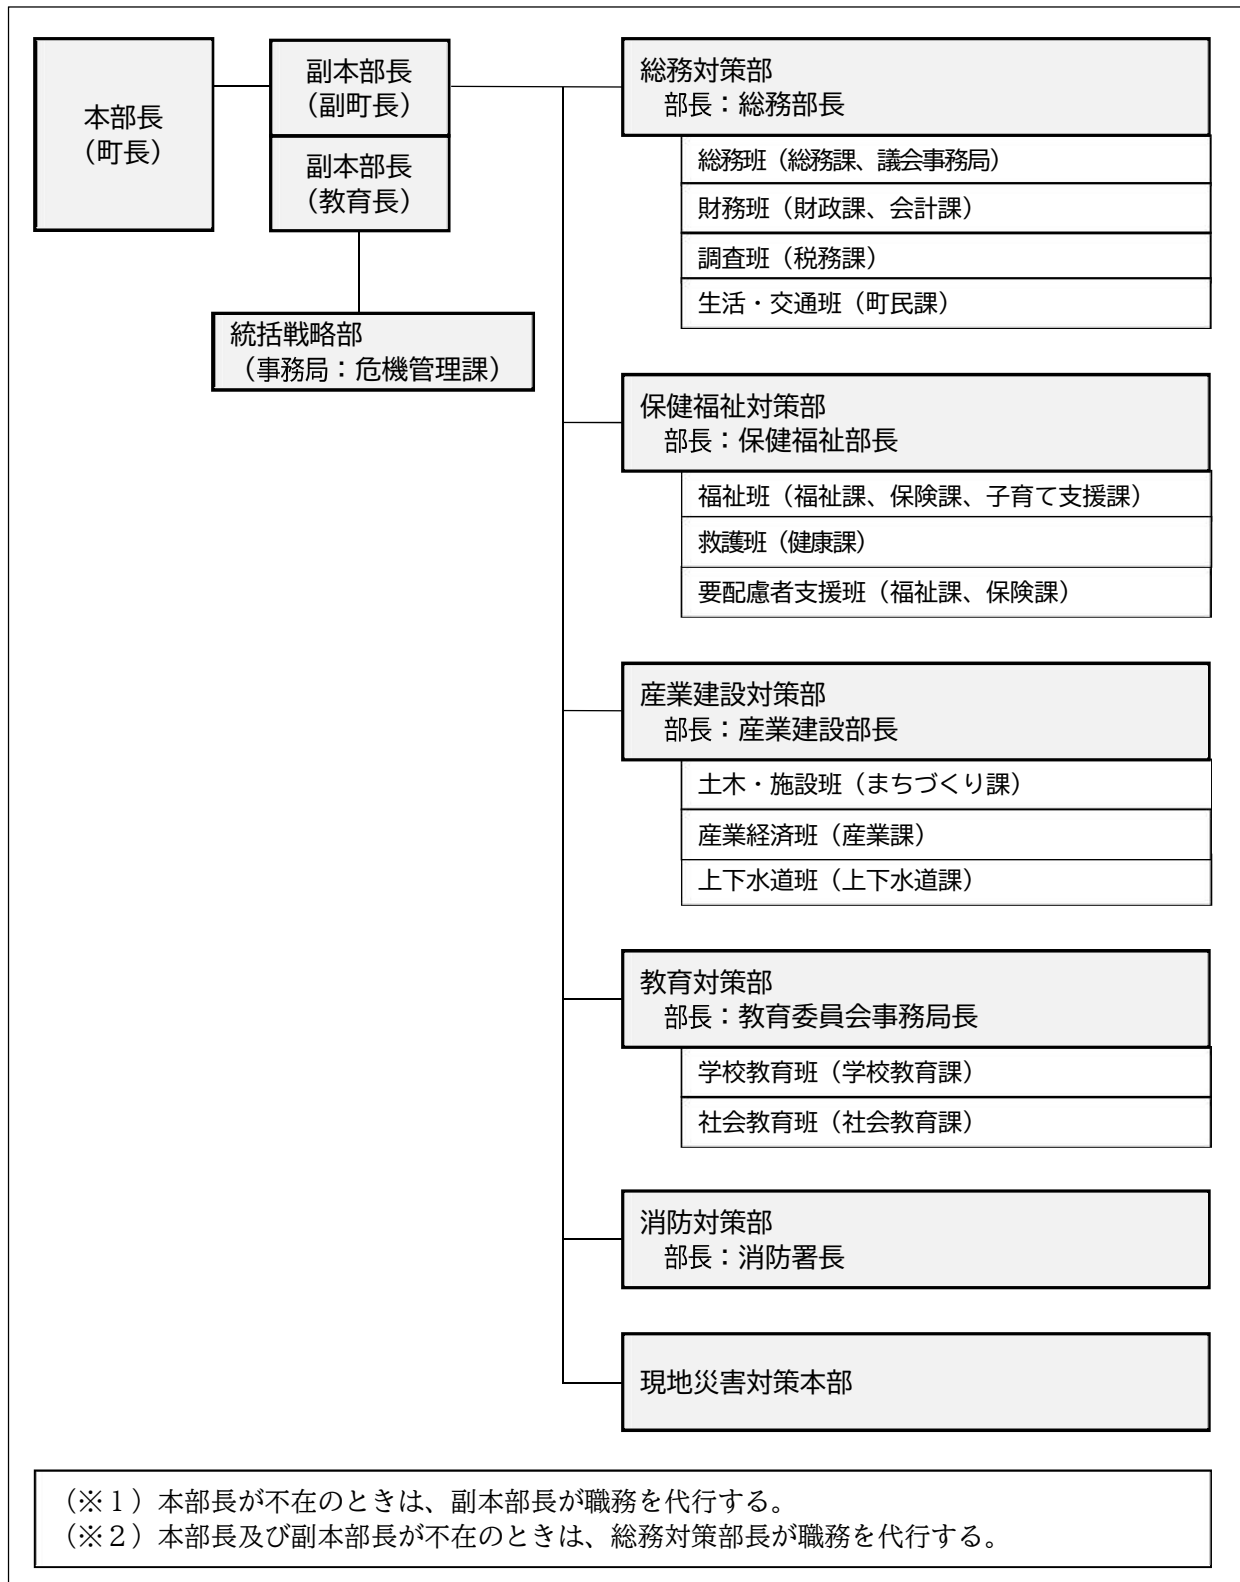 本部長
（町長）
副本部長
（副町長）
副本部長
（教育長）
統括戦略部
（事務局：危機管理課）
総務対策部
部長：総務部長
総務班（総務課、議会事務局）
財務班（財政課、会計課）
調査班（税務課）
生活・交通班（町民課）
保健福祉対策部
部長：保健福祉部長
福祉班（福祉課、保険課、子育て支援課）
救護班（健康課）
要配慮者支援班（福祉課、保険課）
産業建設対策部
部長：産業建設部長
土木・施設班（まちづくり課）
産業経済班（産業課）
上下水道班（上下水道課）
教育対策部
部長：教育委員会事務局長
学校教育班（学校教育課）
社会教育班（社会教育課）
消防対策部
部長：消防署長
現地災害対策本部
（※１）本部長が不在のときは、副本部長が職務を代行する。
（※２）本部長及び副本部長が不在のときは、総務対策部長が職務を代行する。